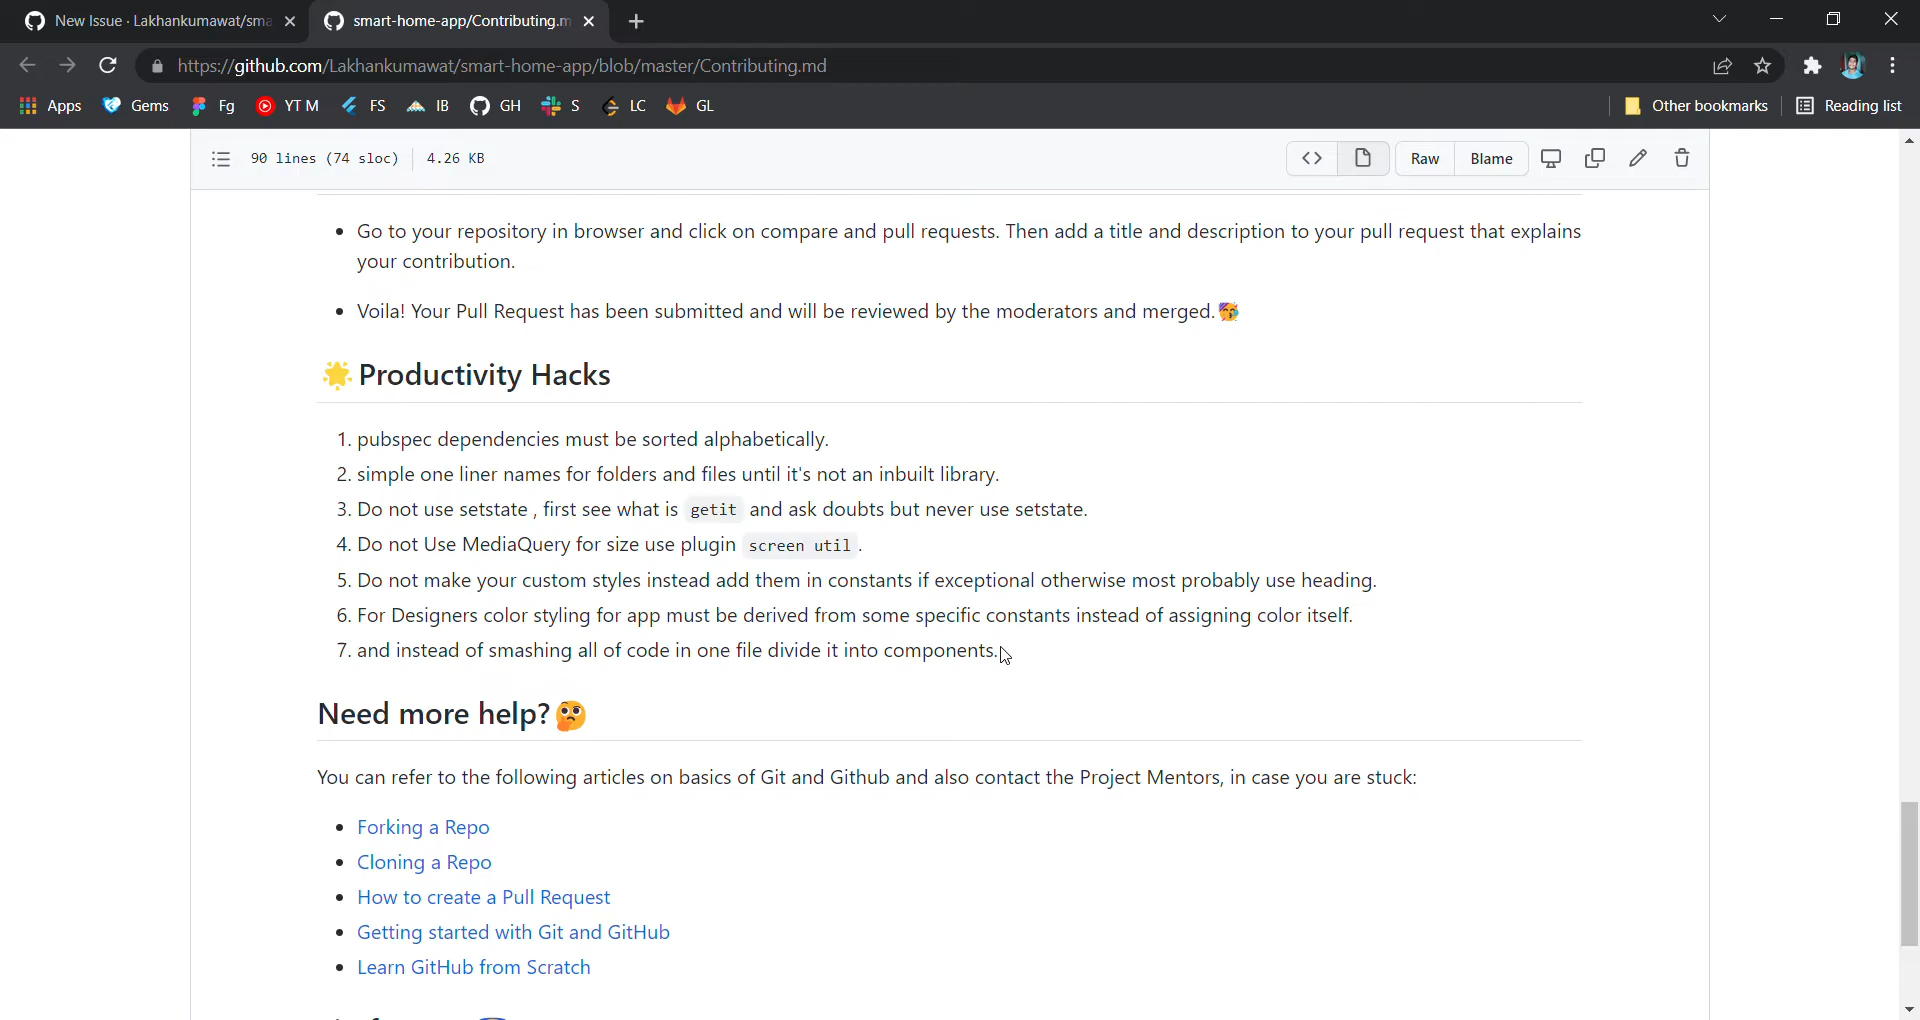 New Issue · Lakhankumawat/sma
smart-home-app/Contributing.m
https://github.com/Lakhankumawat/smart-home-app/blob/master/Contributing.md
Apps Gems Fg YT M FS IB GH S LC GL Other bookmarks Reading list
90 lines (74 sloc) 4.26 KB Raw Blame
• Go to your repository in browser and click on compare and pull requests. Then add a title and description to your pull request that explains
your contribution.
• Voila! Your Pull Request has been submitted and will be reviewed by the moderators and merged.🥳
🌟Productivity Hacks
1. pubspec dependencies must be sorted alphabetically.
2. simple one liner names for folders and files until it's not an inbuilt library.
3. Do not use setstate , first see what is getit and ask doubts but never use setstate.
4. Do not Use MediaQuery for size use plugin screen util .
5. Do not make your custom styles instead add them in constants if exceptional otherwise most probably use heading.
6. For Designers color styling for app must be derived from some specific constants instead of assigning color itself.
7. and instead of smashing all of code in one file divide it into components.
Need more help?🤔
You can refer to the following articles on basics of Git and Github and also contact the Project Mentors, in case you are stuck:
• Forking a Repo
• Cloning a Repo
• How to create a Pull Request
• Getting started with Git and GitHub
• Learn GitHub from Scratch